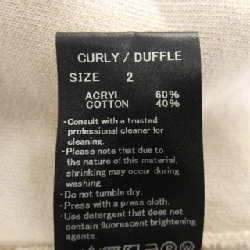 CURLY / DUFFLE
SIZE 2
ACRYL 60%
COTTON 40%
·Consult with a trusted
professional cleaner for
cleaning.
·Please note that due to
the nature of this material,
shrinking may occur during
washing
·Do not tumble dry.
·Press with a press cloth.
·Use detergent that does not
contain fluorescent brightening
agents.